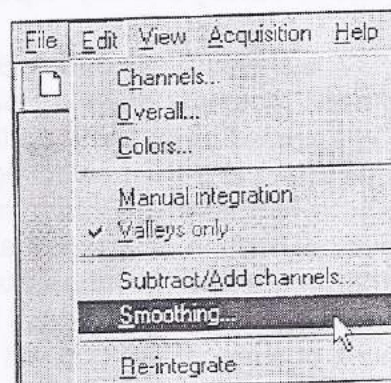 File Edit View Acquisition Help
Channels...
Overall...
Colors...
Manual integration
Valleys only
Subtract/Add channels...
Smoothing...
Re-integrate